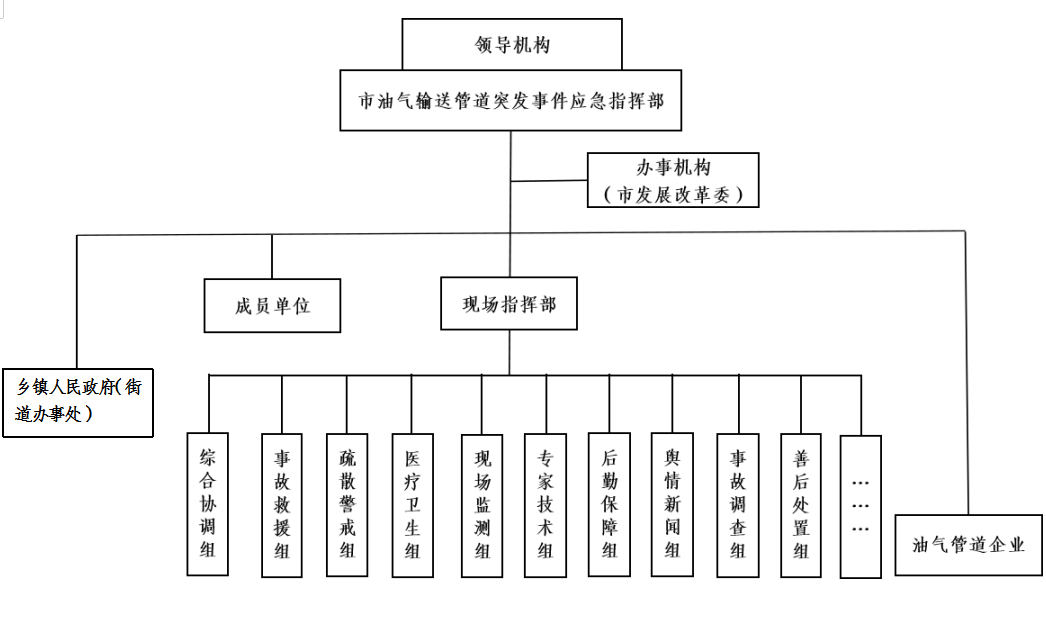 领导机构
市油气输送管道突发事件应急指挥部
办事机构
（市发展改革委）
成员单位
现场指挥部
乡镇人民政府（街
道办事处）
综合协调组
事故救援组
疏散警戒组
医疗卫生组
现场监测组
专家技术组
后勤保障组
舆情新闻组
事故调查组
善后处置组
…
…
…
油气管道企业